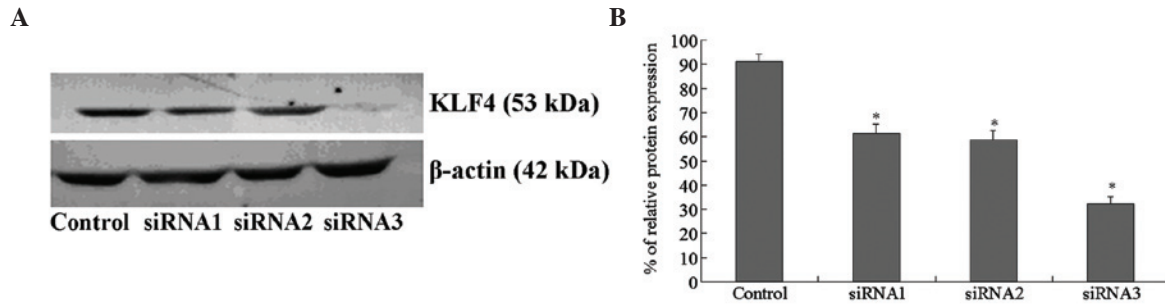 A
KLF4 (53 kDa)
β-actin (42 kDa)
Control siRNA1 siRNA2 siRNA3
B
% of relative protein expression
100
90
80
70
60
50
40
30
20
10
0
*
*
*
Control siRNA1 siRNA2 siRNA3